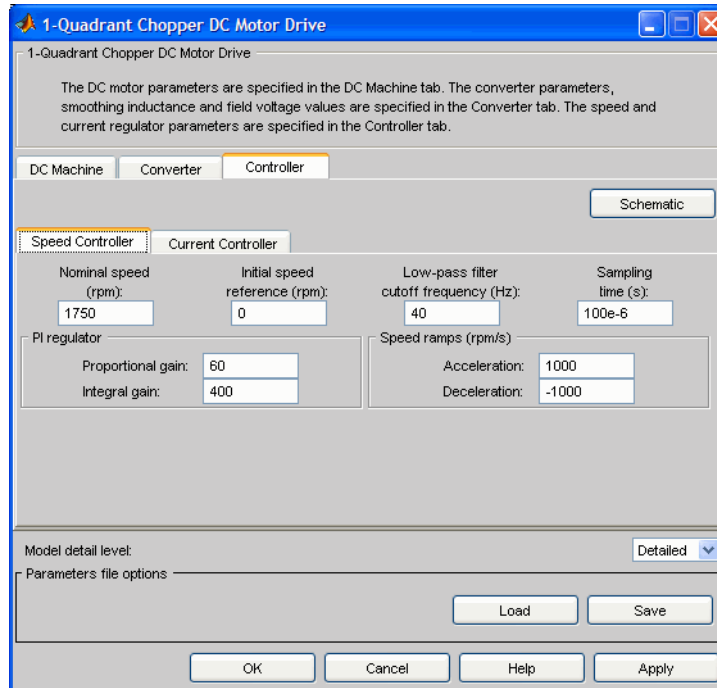 1-Quadrant Chopper DC Motor Drive
1-Quadrant Chopper DC Motor Drive
The DC motor parameters are specified in the DC Machine tab. The converter parameters,
smoothing inductance and field voltage values are specified in the Converter tab. The speed and
current regulator parameters are specified in the Controller tab.
DC Machine Converter Controller
Schematic
Speed Controller Current Controller
Nominal speed Initial speed Low-pass filter Sampling
(rpm): reference (rpm): cutoff frequency (Hz): time (s):
1750 0 40 100e-6
PI regulator Speed ramps (rpm/s)
Proportional gain: 60 Acceleration: 1000
Integral gain: 400 Deceleration: -1000
Model detail level: Detailed
Parameters file options
Load Save
OK Cancel Help Apply